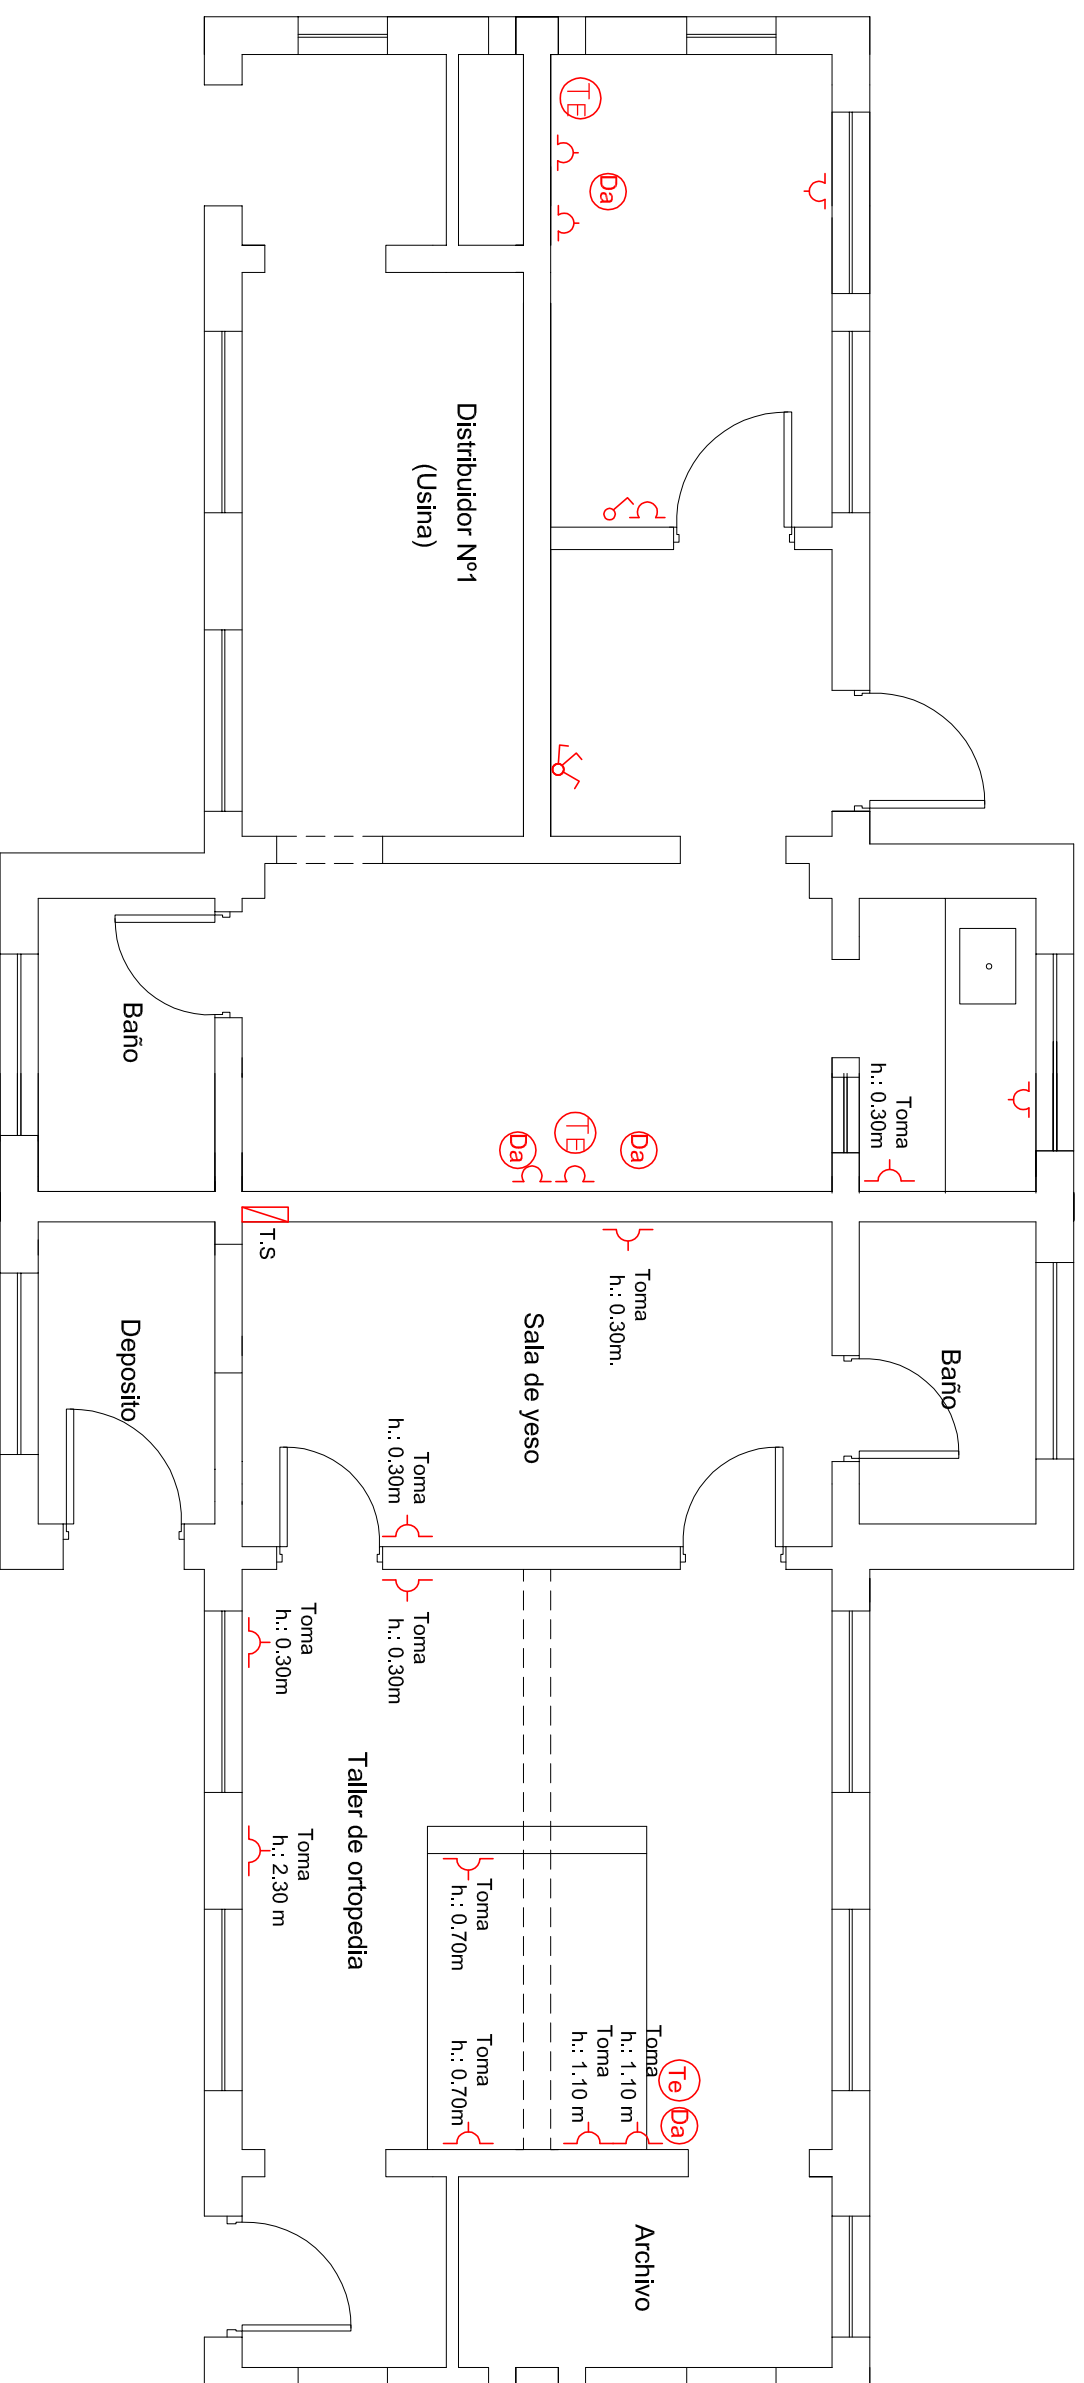 TE
Da
Distribuidor Nº1
(Usina)
Baño
Toma
h.: 0.30m
Da
TE
Da
T.S
Toma
h.: 0.30m.
Sala de yeso
Baño
Deposito
Toma
h.: 0.30m
Toma
h.: 0.30m
Toma
h.: 0.30m
Taller de ortopedia
Toma
h.: 2.30 m
Toma
h.: 0.70m
Toma
h.: 0.70m
Toma
h.: 1.10 m
Toma
h.: 1.10 m
Te
Da
Archivo